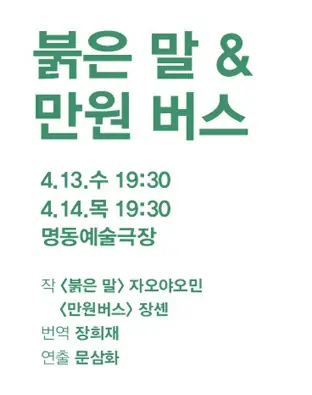 붉은 말 &
만원 버스
4.13.수 19:30
4.14.목 19:30
명동예술극장
작 〈붉은 말〉 자오야오민
〈만원버스〉 장셴
번역 장희재
연출 문삼화